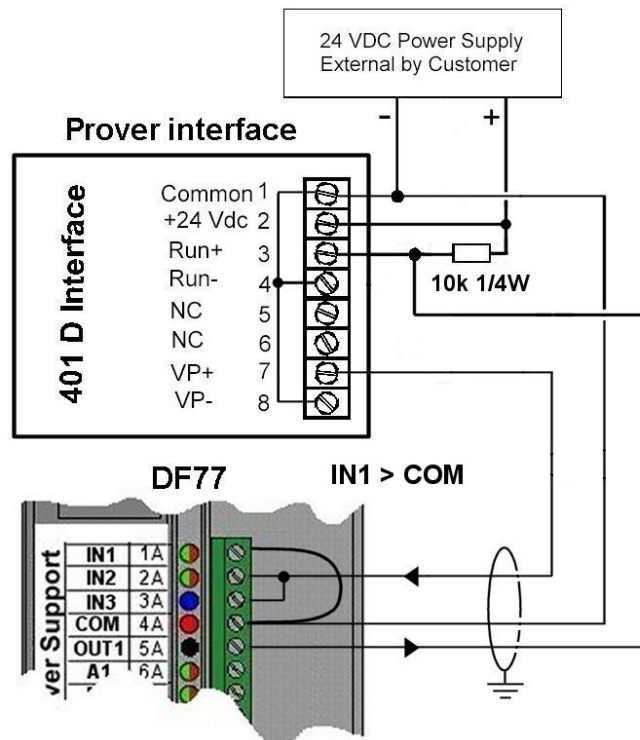 24 VDC Power Supply
External by Customer
- +
Prover interface
401 D Interface
Common 1
+24 Vdc 2
Run+ 3
Run- 4
NC 5
NC 6
VP+ 7
VP- 8
10k 1/4W
DF77
IN1 > COM
Support
IN1 1A
IN2 2A
IN3 3A
COM 4A
OUT1 5A
A1 6A